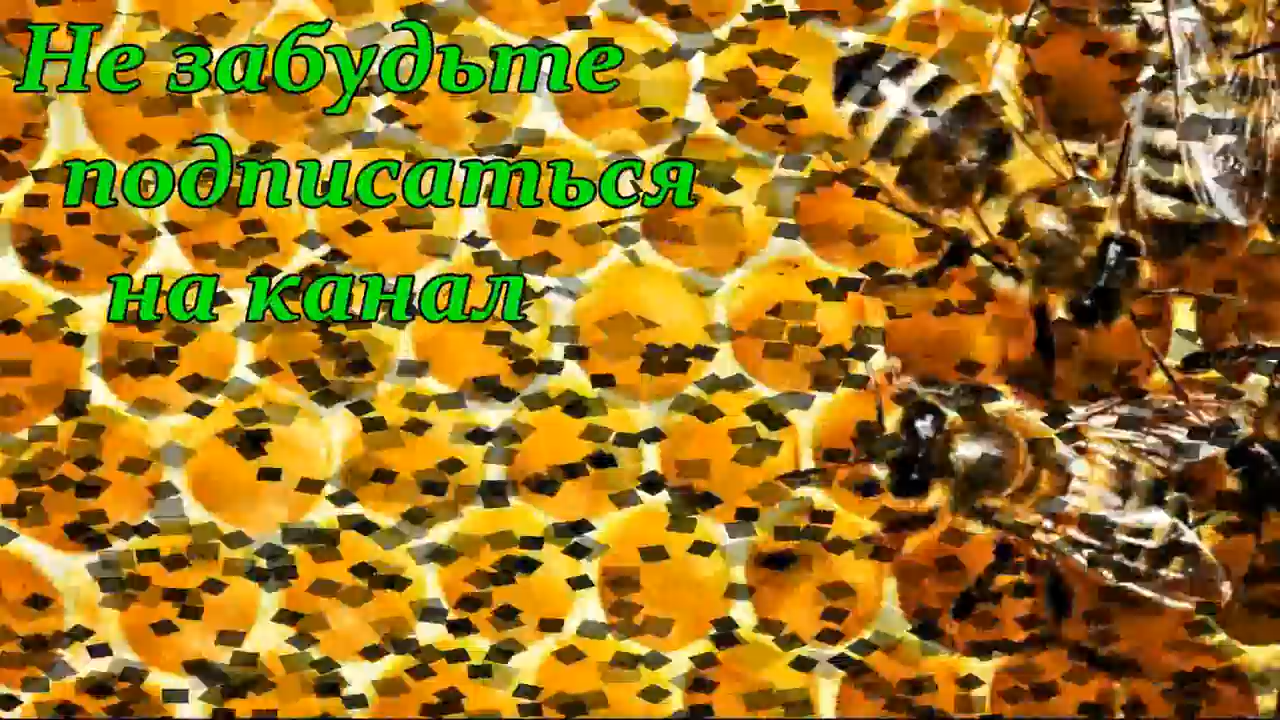 Не забудьте
подписаться
на канал